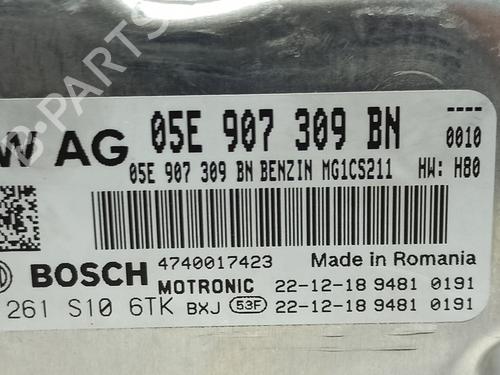 W AG 05E 907 309 BN
----
0010
05E 907 309 BN BENZIN MG1CS211 HW: H80
BOSCH 4740017423 Made in Romania
MOTRONIC 22-12-18 9481 0191
261 S10 6TK BXJ 53F 22-12-18 9481 0191
B-PARTS